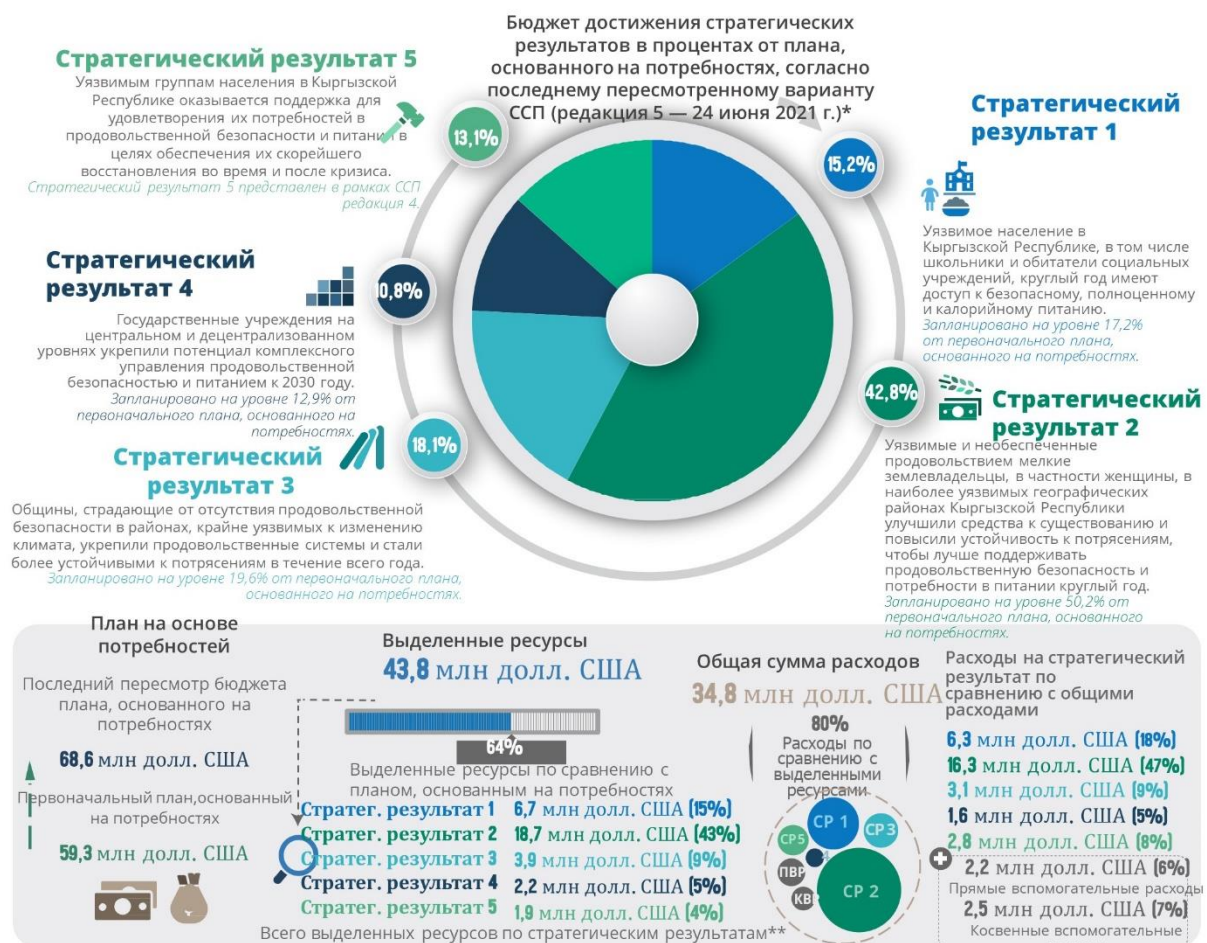 Бюджет достижения стратегических
результатов в процентах от плана,
основанного на потребностях, согласно
последнему пересмотренному варианту
ССП (редакция 5 — 24 июня 2021 г.)*
Стратегический результат 5
Уязвимым группам населения в Кыргызской
Республике оказывается поддержка для
удовлетворения их потребностей в
продовольственной безопасности и питании в
целях обеспечения их скорейшего
восстановления во время и после кризиса.
Стратегический результат 5 представлен в рамках ССП
редакция 4.
13,1%
15,2%
Стратегический
результат 1
Уязвимое население в
Кыргызской Республике, в том числе
школьники и обитатели социальных
учреждений, круглый год имеют
доступ к безопасному, полноценному
и калорийному питанию.
Запланировано на уровне 17,2%
от первоначального плана,
основанного на потребностях.
Стратегический
результат 4
10,8%
Государственные учреждения на
центральном и децентрализованном
уровнях укрепили потенциал комплексного
управления продовольственной
безопасностью и питанием к 2030 году.
Запланировано на уровне 12,9% от
первоначального плана, основанного на
потребностях.
42,8%
Стратегический
результат 2
Уязвимые и необеспеченные
продовольствием мелкие
землевладельцы, в частности женщины, в
наиболее уязвимых географических
районах Кыргызской Республики
улучшили средства к существованию и
повысили устойчивость к потрясениям,
чтобы лучше поддерживать
продовольственную безопасность и
потребности в питании круглый год.
Запланировано на уровне 50,2% от
первоначального плана, основанного
на потребностях.
Стратегический
результат 3
18,1%
Общины, страдающие от отсутствия продовольственной
безопасности в районах, крайне уязвимых к изменению
климата, укрепили продовольственные системы и стали
более устойчивыми к потрясениям в течение всего года.
Запланировано на уровне 19,6% от первоначального плана,
основанного на потребностях.
План на основе
потребностей
Последний пересмотр бюджета
плана, основанного на
потребностях
68,6 млн долл. США
Первоначальный план,основанный
на потребностях
59,3 млн долл. США
Выделенные ресурсы
43,8 млн долл. США
64%
Выделенные ресурсы по сравнению с
планом, основанным на потребностях
Стратег. результат 1 6,7 млн долл. США (15%)
Стратег. результат 2 18,7 млн долл. США (43%)
Стратег. результат 3 3,9 млн долл. США (9%)
Стратег. результат 4 2,2 млн долл. США (5%)
Стратег. результат 5 1,9 млн долл. США (4%)
Всего выделенных ресурсов по стратегическим результатам**
Общая сумма расходов
34,8 млн долл. США
80%
Расходы по
сравнению с
выделенными
ресурсами
СР 1
СР3
СР5
4
ПВР
СР 2
КВ
Расходы на стратегический
результат по
сравнению с общими
расходами
6,3 млн долл. США (18%)
16,3 млн долл. США (47%)
3,1 млн долл. США (9%)
1,6 млн долл. США (5%)
2,8 млн долл. США (8%)
2,2 млн долл. США (6%)
Прямые вспомогательные расходы
2,5 млн долл. США (7%)
Косвенные вспомогательные